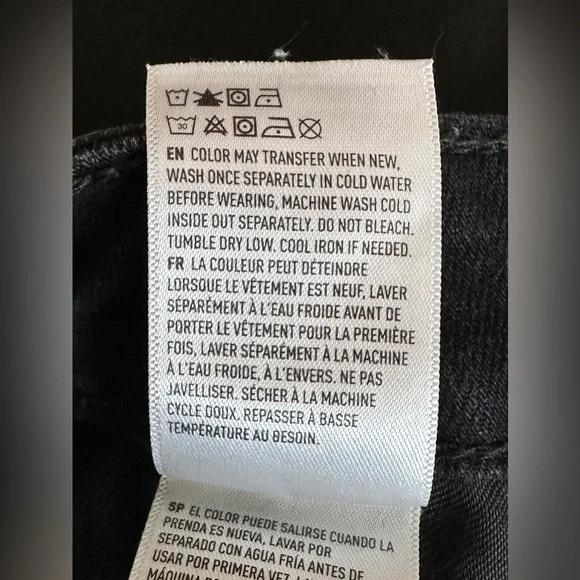 30
EN COLOR MAY TRANSFER WHEN NEW,
WASH ONCE SEPARATELY IN COLD WATER
BEFORE WEARING, MACHINE WASH COLD
INSIDE OUT SEPARATELY. DO NOT BLEACH.
TUMBLE DRY LOW. COOL IRON IF NEEDED.
FR LA COULEUR PEUT DÉTEINDRE
LORSQUE LE VÊTEMENT EST NEUF, LAVER
SÉPARÉMENT À L'EAU FROIDE AVANT DE
PORTER LE VÊTEMENT POUR LA PREMIÈRE
FOIS, LAVER SÉPARÉMENT À LA MACHINE
À L'EAU FROIDE, À L'ENVERS. NE PAS
JAVELLISER. SÉCHER À LA MACHINE
CYCLE DOUX. REPASSER À BASSE
TEMPÉRATURE AU BESOIN.
SP EL COLOR PUEDE SALIRSE CUANDO LA
PRENDA ES NUEVA, LAVAR POR
SEPARADO CON AGUA FRÍA ANTES DE
USAR POR PRIMERA VEZ,
MÁQUINA